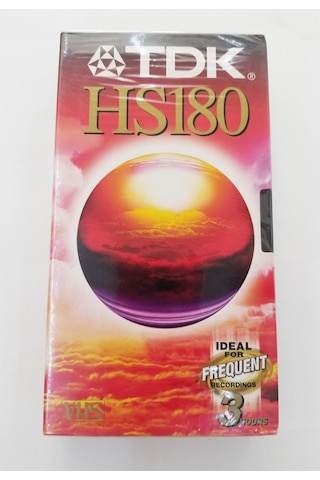 TDK®
HS180
IDEAL
FOR
FREQUENT
RECORDINGS
3
HOURS
VHS